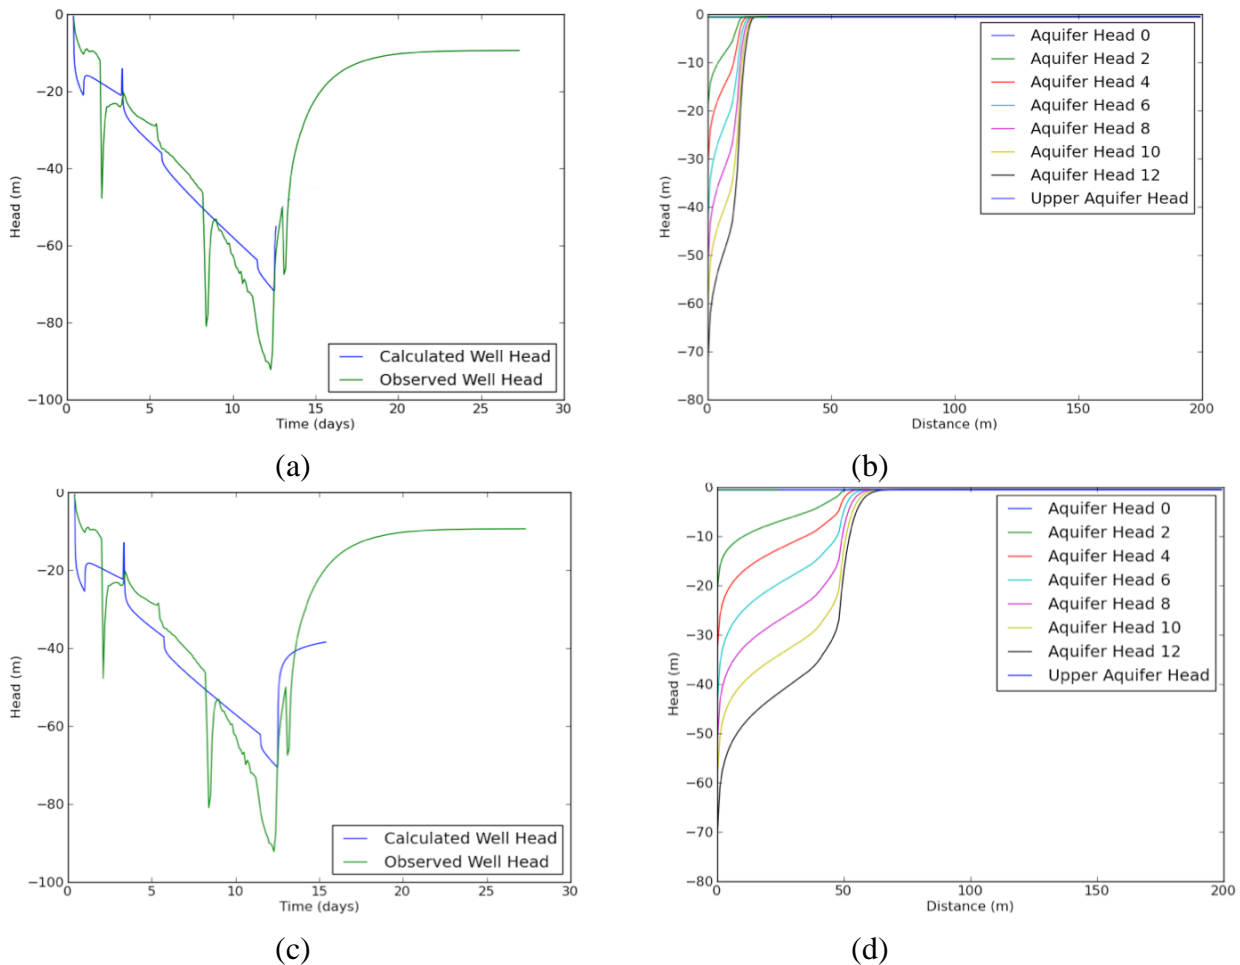 0
−20
−40
−60
−80
−100
Head (m)
0 5 10 15 20 25 30
Time (days)
Calculated Well Head
Observed Well Head
(a)
0
−10
−20
−30
−40
−50
−60
−70
−80
Head (m)
0 50 100 150 200
Distance (m)
Aquifer Head 0
Aquifer Head 2
Aquifer Head 4
Aquifer Head 6
Aquifer Head 8
Aquifer Head 10
Aquifer Head 12
Upper Aquifer Head
(b)
0
−20
−40
−60
−80
−100
Head (m)
0 5 10 15 20 25 30
Time (days)
Calculated Well Head
Observed Well Head
(c)
0
−10
−20
−30
−40
−50
−60
−70
−80
Head (m)
0 50 100 150 200
Distance (m)
Aquifer Head 0
Aquifer Head 2
Aquifer Head 4
Aquifer Head 6
Aquifer Head 8
Aquifer Head 10
Aquifer Head 12
Upper Aquifer Head
(d)